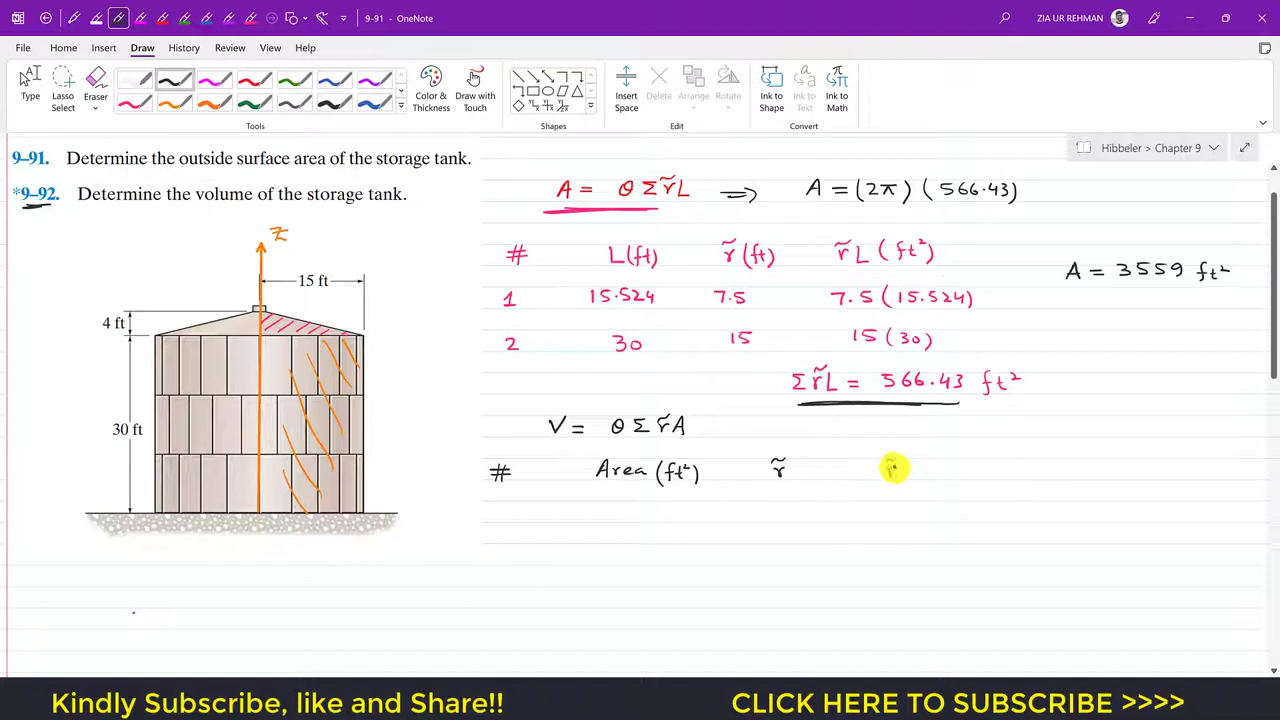 9-91 - OneNote
ZIA UR REHMAN
File Home Insert Draw History Review View Help
Type
Lasso Select
Eraser
Color & Thickness
Draw with Touch
Insert Space
Delete
Arrange
Rotate
Ink to Shape
Ink to Text
Ink to Math
Tools
Shapes
Edit
Convert
Hibbeler > Chapter 9
9–91. Determine the outside surface area of the storage tank.
*9–92. Determine the volume of the storage tank.
z
15 ft
4 ft
30 ft
A = θ Σ r̃ L ⟹ A = (2π) (566.43)
# L(ft) r̃ (ft) r̃ L (ft²)
A = 3559 ft²
1 15.524 7.5 7.5 (15.524)
2 30 15 15 (30)
Σ r̃ L = 566.43 ft²
V = θ Σ r̃ A
# Area (ft²) r̃
Kindly Subscribe, like and Share!!
CLICK HERE TO SUBSCRIBE >>>>